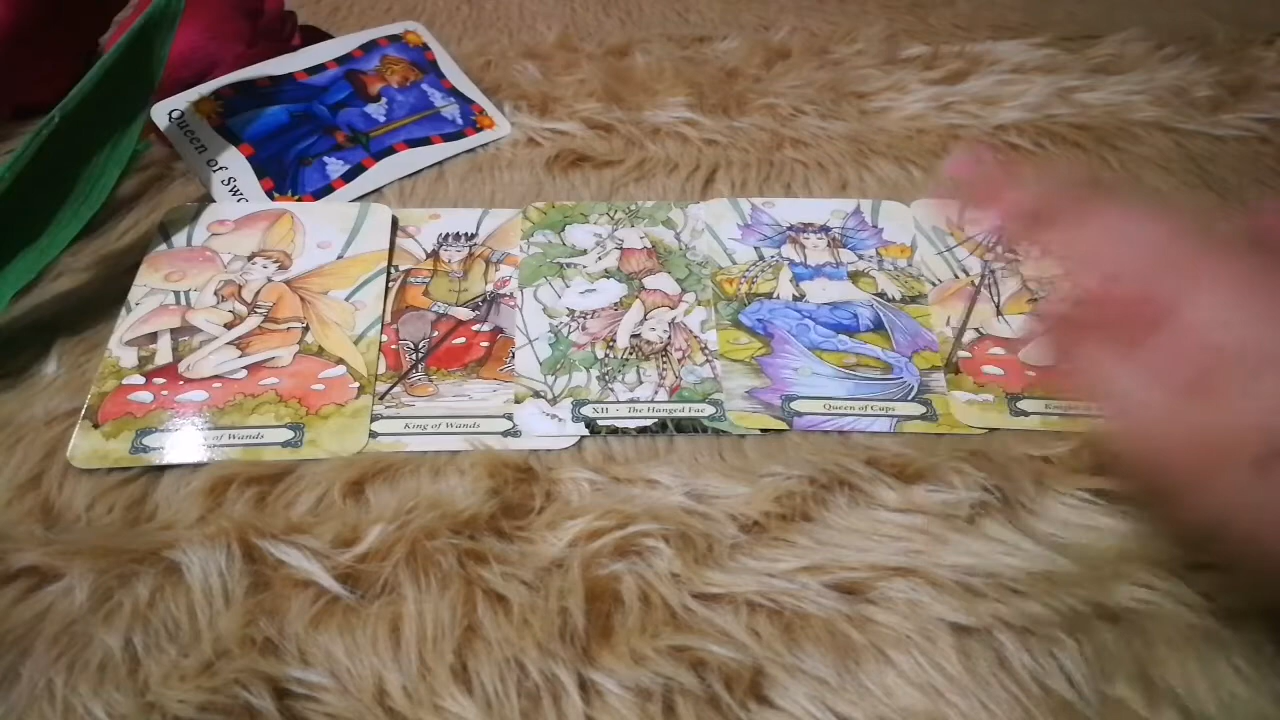 Queen of Swo
of Wands
King of Wands
XII • The Hanged Fae
Queen of Cups